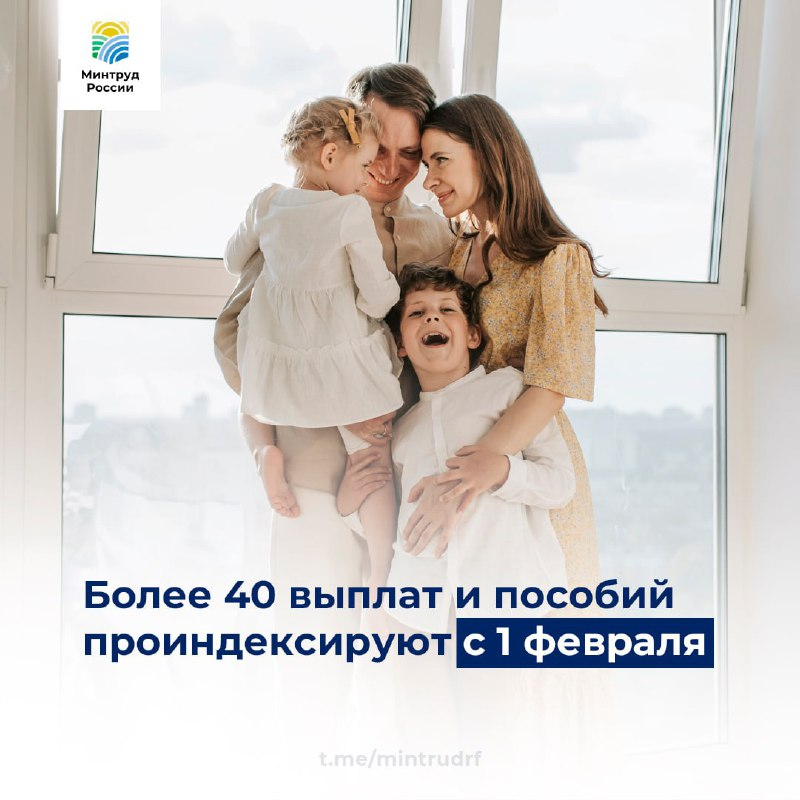 Минтруд
России
Более 40 выплат и пособий
проиндексируют с 1 февраля
t.me/mintrudrf